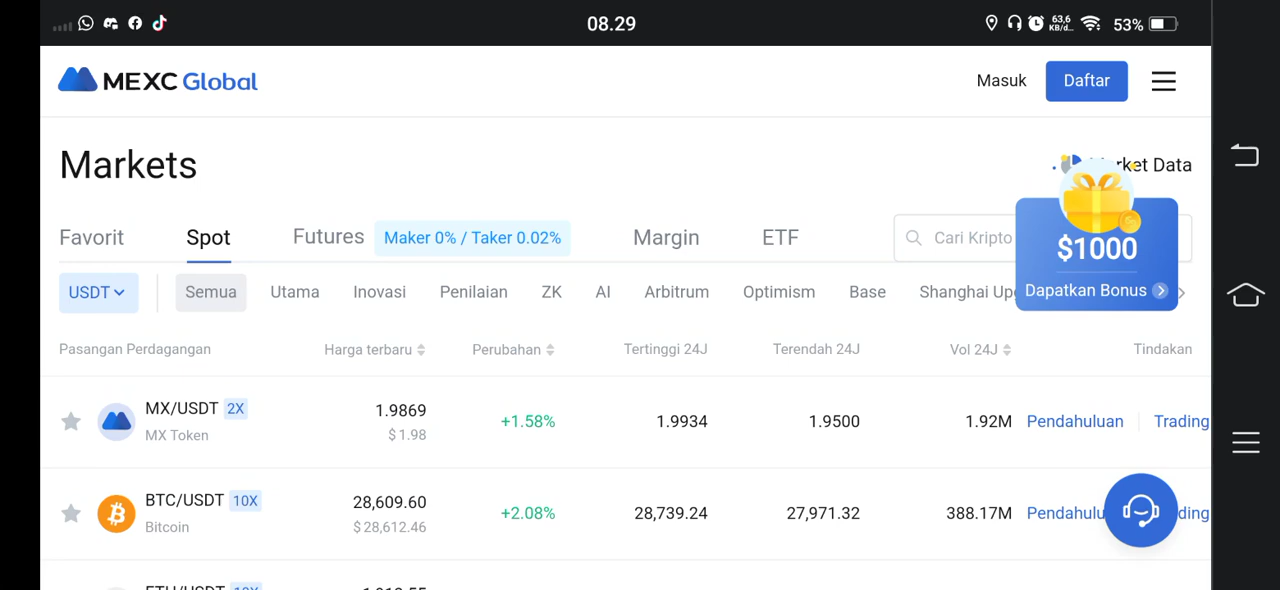 08.29
63,6
KB/d...
53%
MEXC Global
Masuk
Daftar
Markets
Market Data
Favorit
Spot
Futures
Maker 0% / Taker 0.02%
Margin
ETF
Cari Kripto
$1000
Dapatkan Bonus
USDT
Semua
Utama
Inovasi
Penilaian
ZK
AI
Arbitrum
Optimism
Base
Shanghai
Pasangan Perdagangan
Harga terbaru
Perubahan
Tertinggi 24J
Terendah 24J
Vol 24J
Tindakan
MX/USDT 2X
MX Token
1.9869
$ 1.98
+1.58%
1.9934
1.9500
1.92M
Pendahuluan
Trading
BTC/USDT 10X
Bitcoin
28,609.60
$ 28,612.46
+2.08%
28,739.24
27,971.32
388.17M